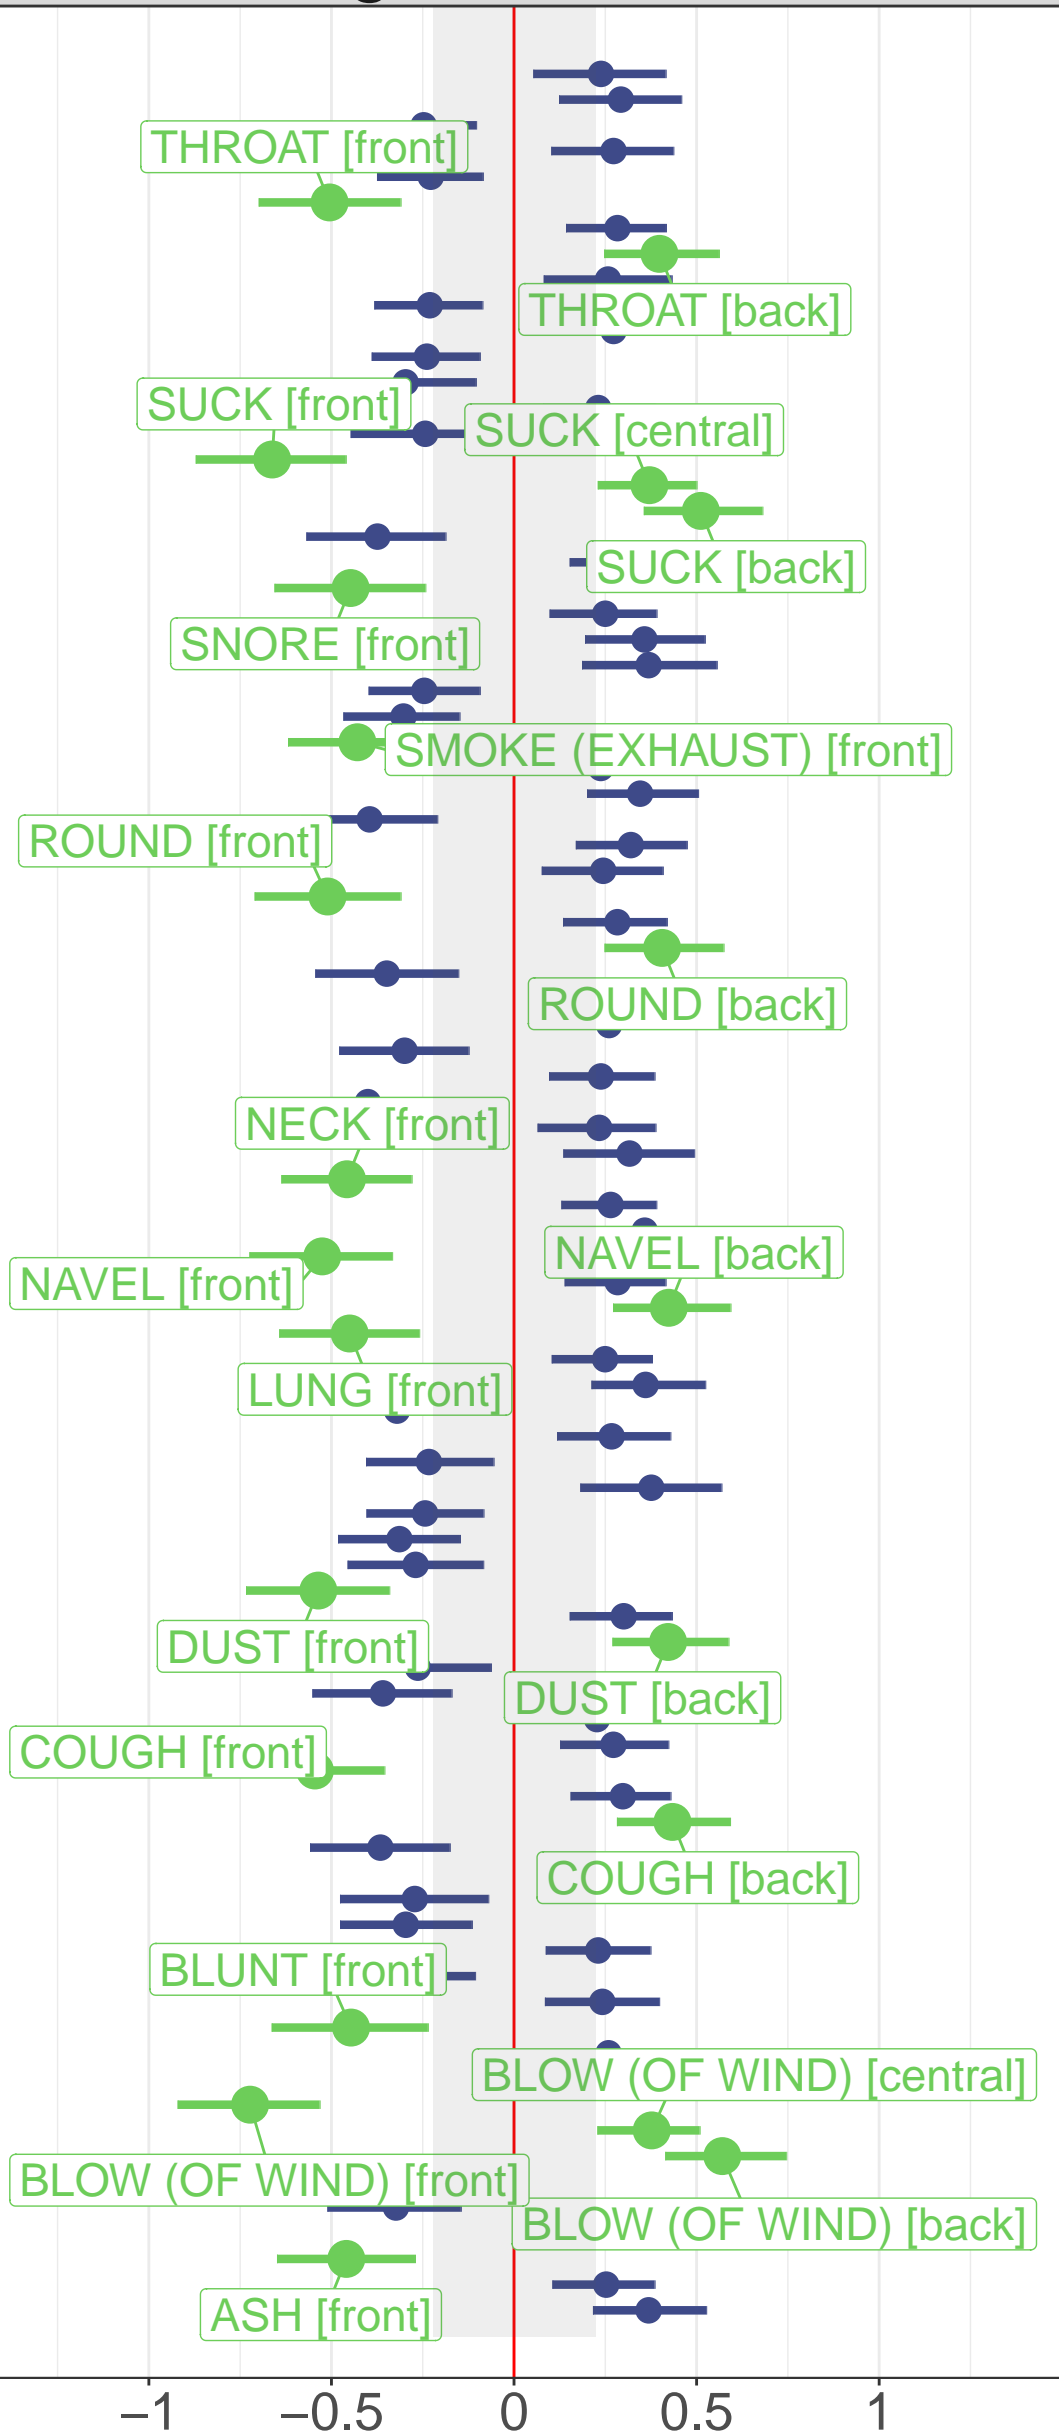 THROAT [front]
THROAT [back]
SUCK [front]
SUCK [central]
SUCK [back]
SNORE [front]
SMOKE (EXHAUST) [front]
ROUND [front]
ROUND [back]
NECK [front]
NAVEL [back]
NAVEL [front]
LUNG [front]
DUST [front]
DUST [back]
COUGH [front]
COUGH [back]
BLUNT [front]
BLOW (OF WIND) [central]
BLOW (OF WIND) [front]
BLOW (OF WIND) [back]
ASH [front]
−1 −0.5 0 0.5 1